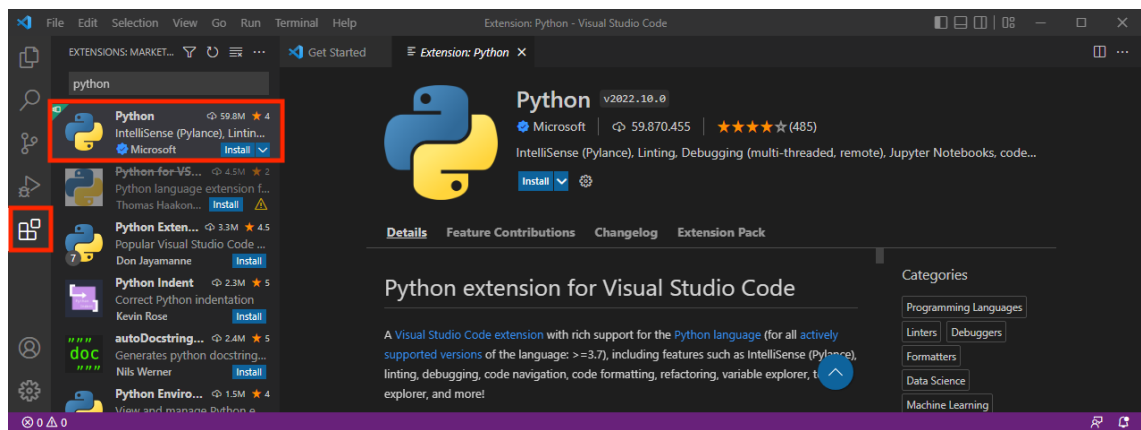 File Edit Selection View Go Run Terminal Help
Extension: Python - Visual Studio Code
EXTENSIONS: MARKET...
Get Started
Extension: Python
python
Python 59.8M 4
IntelliSense (Pylance), Lintin...
Microsoft Install
Python for VS... 4.5M 2
Python language extension f...
Thomas Haakon... Install
Python Exten... 3.3M 4.5
Popular Visual Studio Code ...
7 Don Jayamanne Install
Python Indent 2.3M 5
Correct Python indentation
Kevin Rose Install
""" doc """
autoDocstring... 2.4M 5
Generates python docstring...
Nils Werner Install
Python Enviro... 1.5M 4
View and manage Python e...
Python v2022.10.0
Microsoft 59.870.455 (485)
IntelliSense (Pylance), Linting, Debugging (multi-threaded, remote), Jupyter Notebooks, code...
Install
Details Feature Contributions Changelog Extension Pack
Python extension for Visual Studio Code
A Visual Studio Code extension with rich support for the Python language (for all actively
supported versions of the language: >=3.7), including features such as IntelliSense (Pylance),
linting, debugging, code navigation, code formatting, refactoring, variable explorer,
explorer, and more!
Categories
Programming Languages
Linters Debuggers
Formatters
Data Science
Machine Learning
0 0